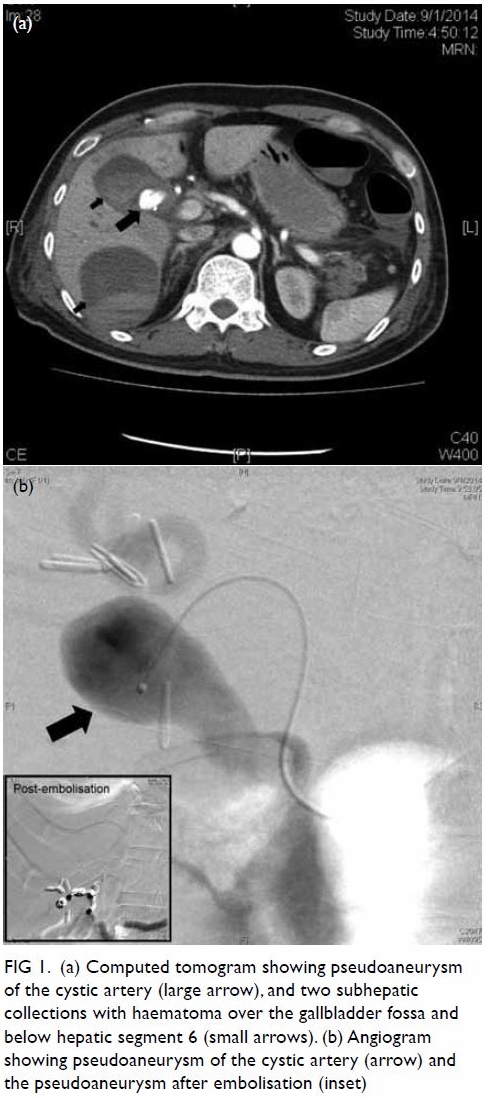 Im:38
(a)
Study Date:9/1/2014
Study Time:4:50:12
MRN:
[R]
[L]
CE
[P]
C40
W400
(b)
[H]
Post-embolisation
FIG 1. (a) Computed tomogram showing pseudoaneurysm
of the cystic artery (large arrow), and two subhepatic
collections with haematoma over the gallbladder fossa and
below hepatic segment 6 (small arrows). (b) Angiogram
showing pseudoaneurysm of the cystic artery (arrow) and
the pseudoaneurysm after embolisation (inset)